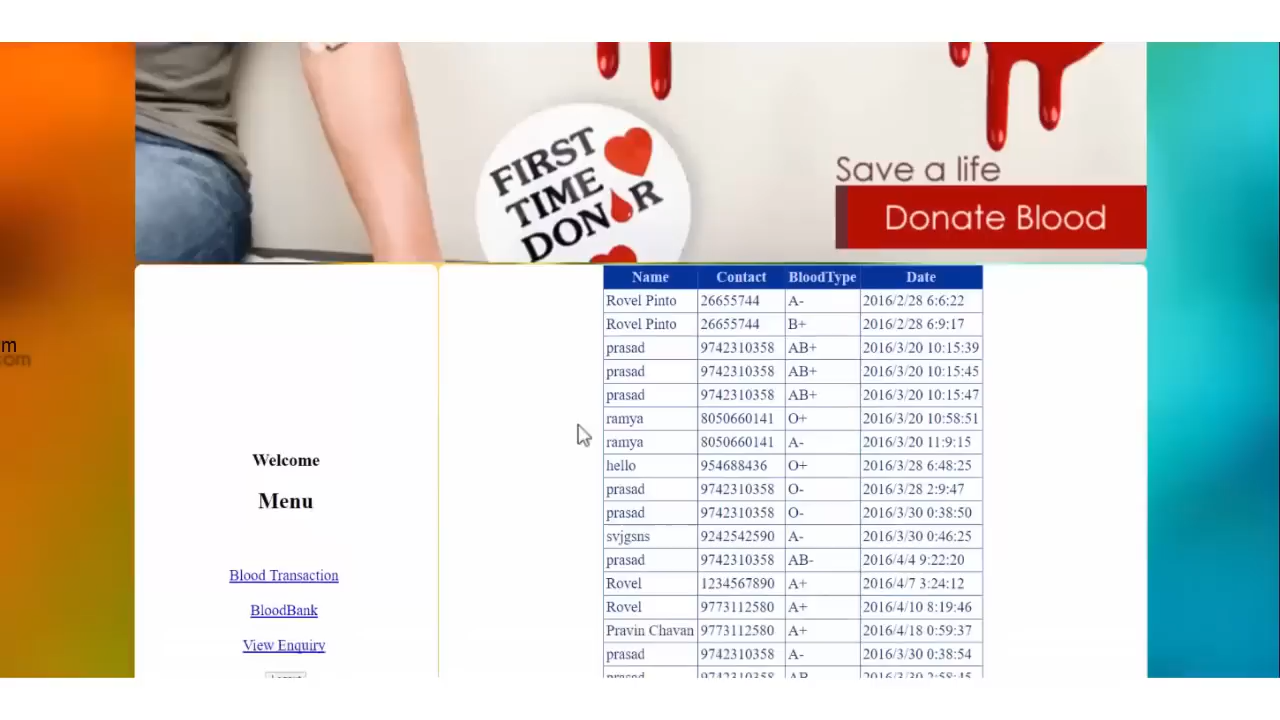 FIRST
TIME
DONOR
Save a life
Donate Blood
m
com
Welcome
Menu
Blood Transaction
BloodBank
View Enquiry
Name Contact BloodType Date
Rovel Pinto 26655744 A- 2016/2/28 6:6:22
Rovel Pinto 26655744 B+ 2016/2/28 6:9:17
prasad 9742310358 AB+ 2016/3/20 10:15:39
prasad 9742310358 AB+ 2016/3/20 10:15:45
prasad 9742310358 AB+ 2016/3/20 10:15:47
ramya 8050660141 O+ 2016/3/20 10:58:51
ramya 8050660141 A- 2016/3/20 11:9:15
hello 954688436 O+ 2016/3/28 6:48:25
prasad 9742310358 O- 2016/3/28 2:9:47
prasad 9742310358 O- 2016/3/30 0:38:50
svjgsns 9242542590 A- 2016/3/30 0:46:25
prasad 9742310358 AB- 2016/4/4 9:22:20
Rovel 1234567890 A+ 2016/4/7 3:24:12
Rovel 9773112580 A+ 2016/4/10 8:19:46
Pravin Chavan 9773112580 A+ 2016/4/18 0:59:37
prasad 9742310358 A- 2016/3/30 0:38:54